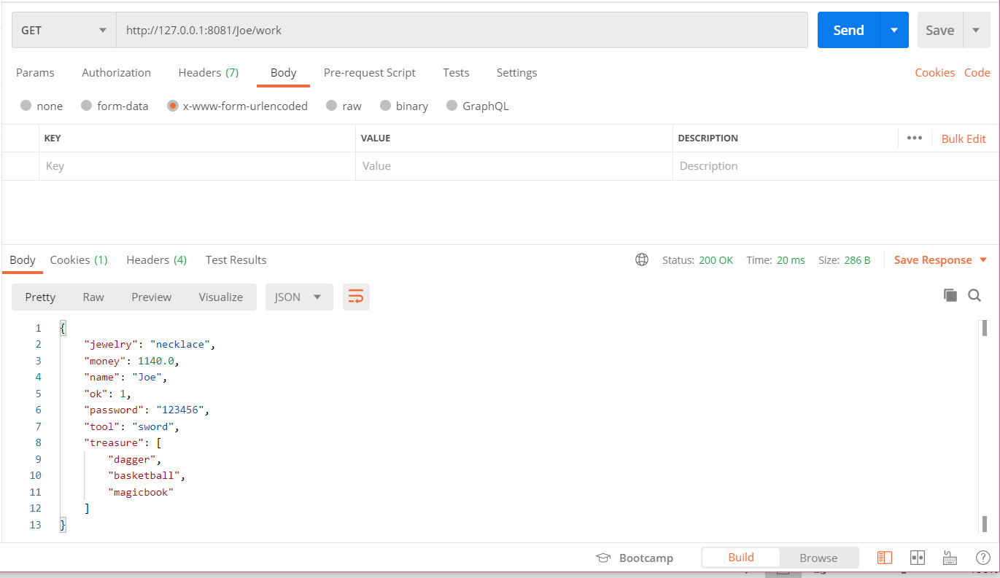 GET http://127.0.0.1:8081/Joe/work Send Save
Params Authorization Headers (7) Body Pre-request Script Tests Settings Cookies Code
none form-data x-www-form-urlencoded raw binary GraphQL
KEY VALUE DESCRIPTION ••• Bulk Edit
Key Value Description
Body Cookies (1) Headers (4) Test Results Status: 200 OK Time: 20 ms Size: 286 B Save Response
Pretty Raw Preview Visualize JSON
1 {
2 "jewelry": "necklace",
3 "money": 1140.0,
4 "name": "Joe",
5 "ok": 1,
6 "password": "123456",
7 "tool": "sword",
8 "treasure": [
9 "dagger",
10 "basketball",
11 "magicbook"
12 ]
13 }
Bootcamp Build Browse ?